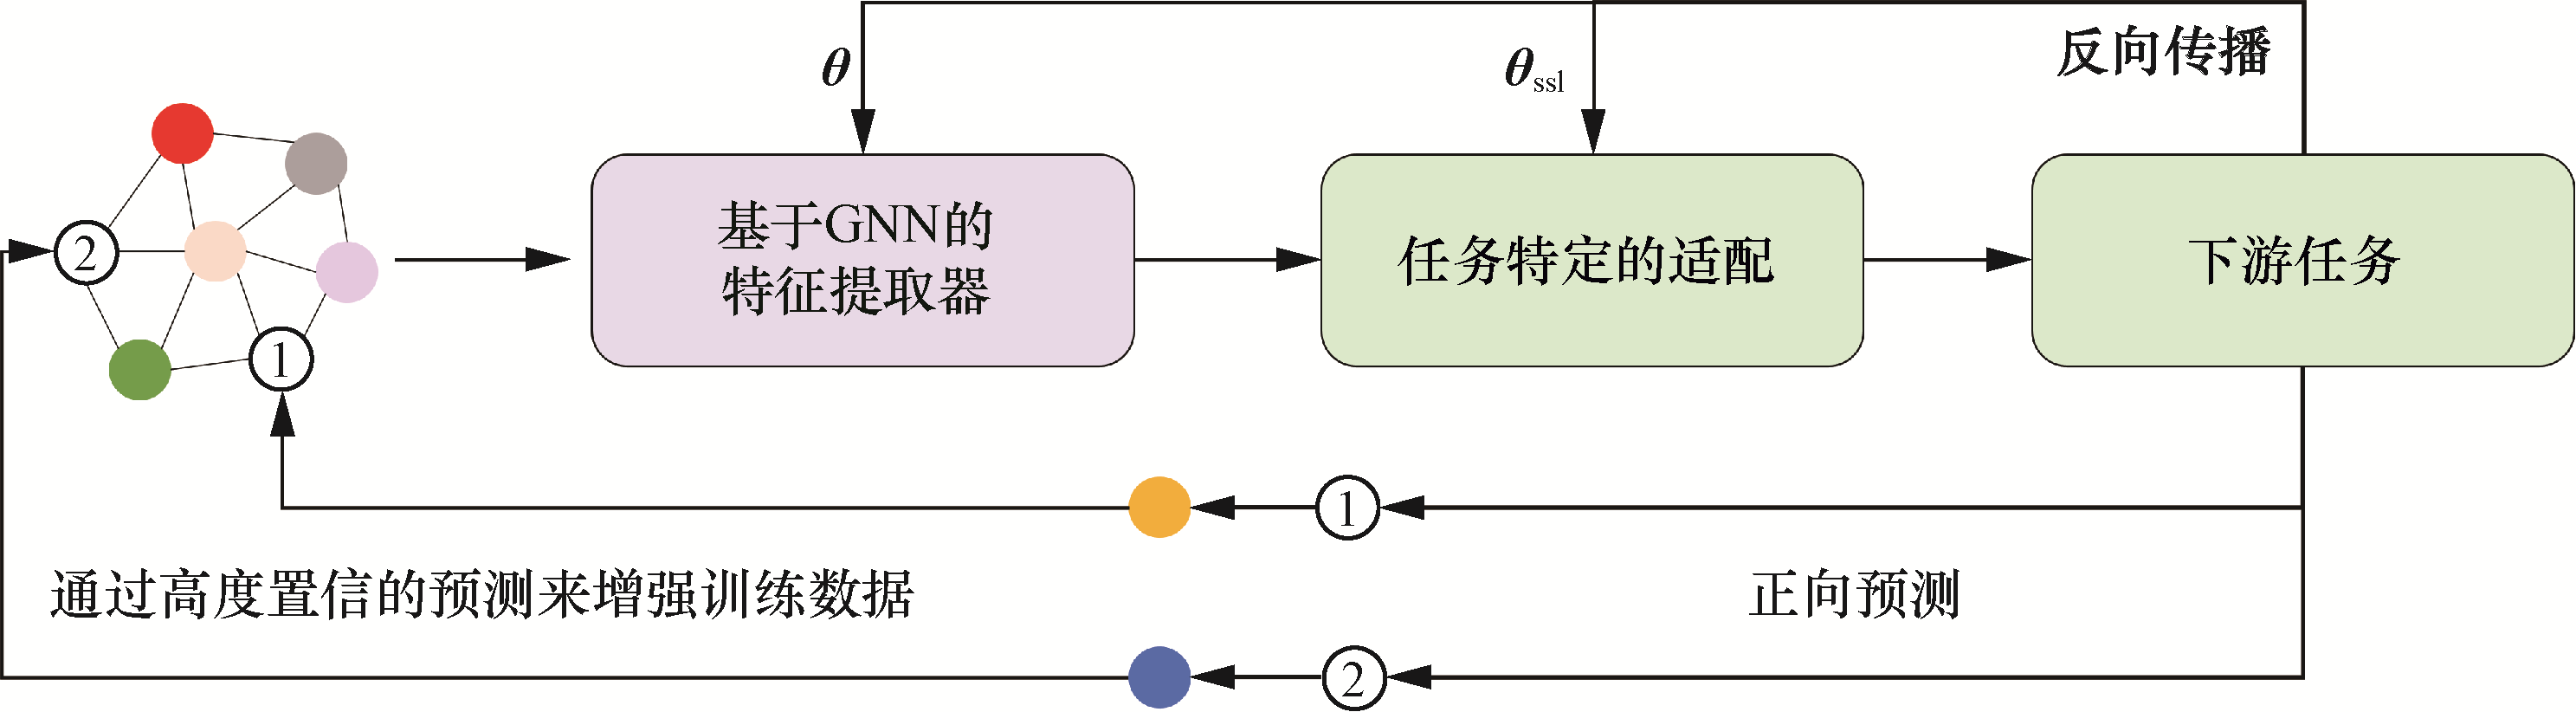 θ
θssl
反向传播
2
基于GNN的
特征提取器
任务特定的适配
下游任务
1
1
通过高度置信的预测来增强训练数据
正向预测
2